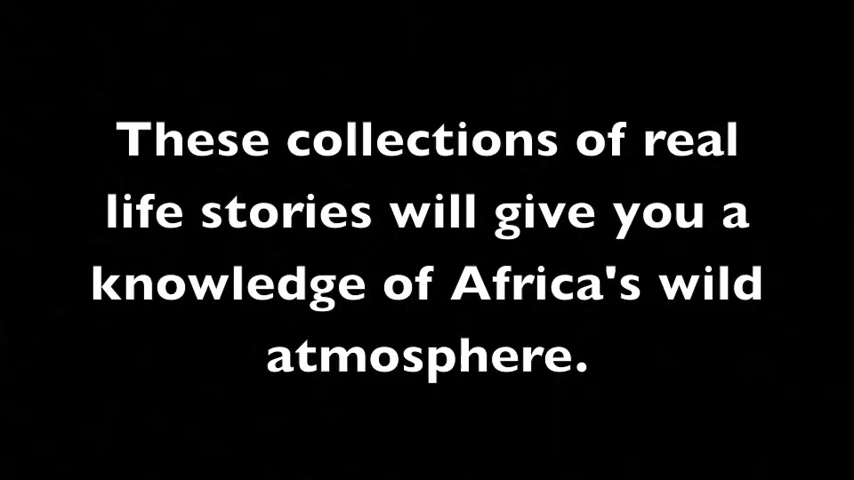 These collections of real
life stories will give you a
knowledge of Africa's wild
atmosphere.